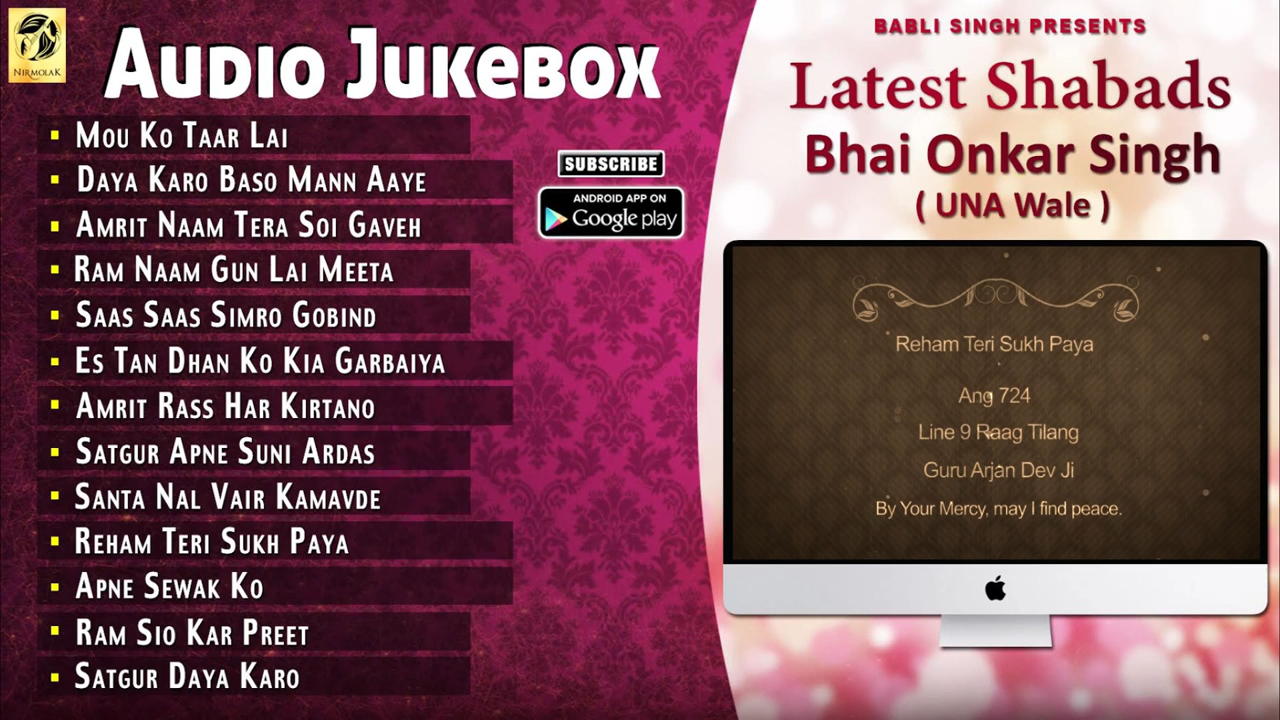 NIRMOLAK
AUDIO JUKEBOX
MOU KO TAAR LAI
DAYA KARO BASO MANN AAYE
AMRIT NAAM TERA SOI GAVEH
RAM NAAM GUN LAI MEETA
SAAS SAAS SIMRO GOBIND
ES TAN DHAN KO KIA GARBAIYA
AMRIT RASS HAR KIRTANO
SATGUR APNE SUNI ARDAS
SANTA NAL VAIR KAMAVDE
REHAM TERI SUKH PAYA
APNE SEWAK KO
RAM SIO KAR PREET
SATGUR DAYA KARO
SUBSCRIBE
ANDROID APP ON
Google play
BABLI SINGH PRESENTS
Latest Shabads
Bhai Onkar Singh
( UNA Wale )
Reham Teri Sukh Paya
Ang 724
Line 9 Raag Tilang
Guru Arjan Dev Ji
By Your Mercy, may I find peace.